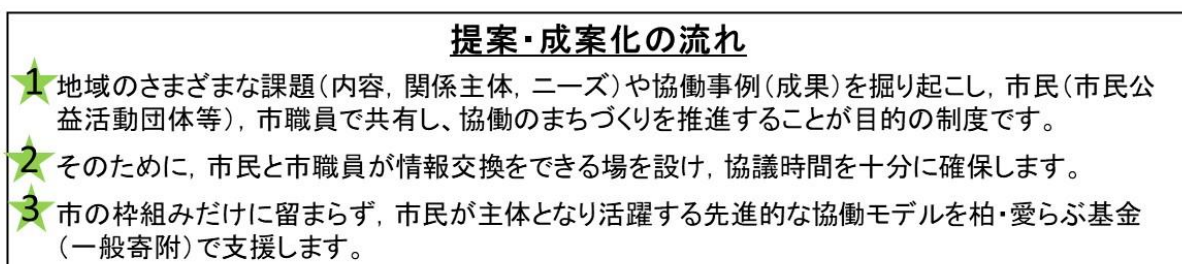 提案・成案化の流れ
1 地域のさまざまな課題(内容, 関係主体, ニーズ)や協働事例(成果)を掘り起こし, 市民(市民公
益活動団体等), 市職員で共有し、協働のまちづくりを推進することが目的の制度です。
2 そのために, 市民と市職員が情報交換をできる場を設け, 協議時間を十分に確保します。
3 市の枠組みだけに留まらず, 市民が主体となり活躍する先進的な協働モデルを柏・愛らぶ基金
(一般寄附)で支援します。